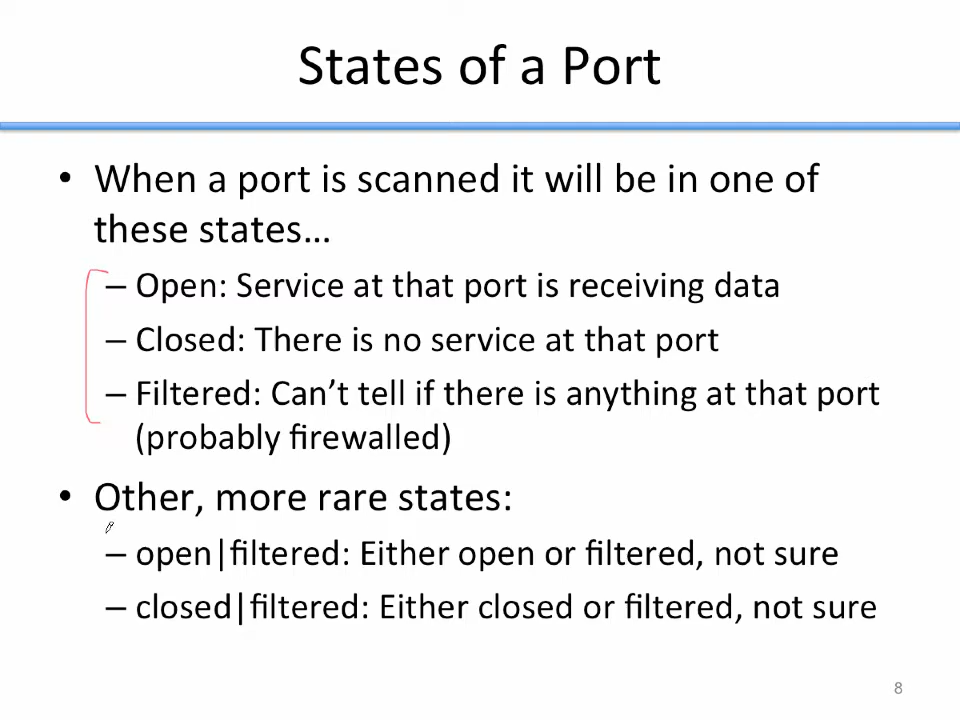 States of a Port
• When a port is scanned it will be in one of
these states…
– Open: Service at that port is receiving data
– Closed: There is no service at that port
– Filtered: Can’t tell if there is anything at that port
(probably firewalled)
• Other, more rare states:
– open|filtered: Either open or filtered, not sure
– closed|filtered: Either closed or filtered, not sure
8